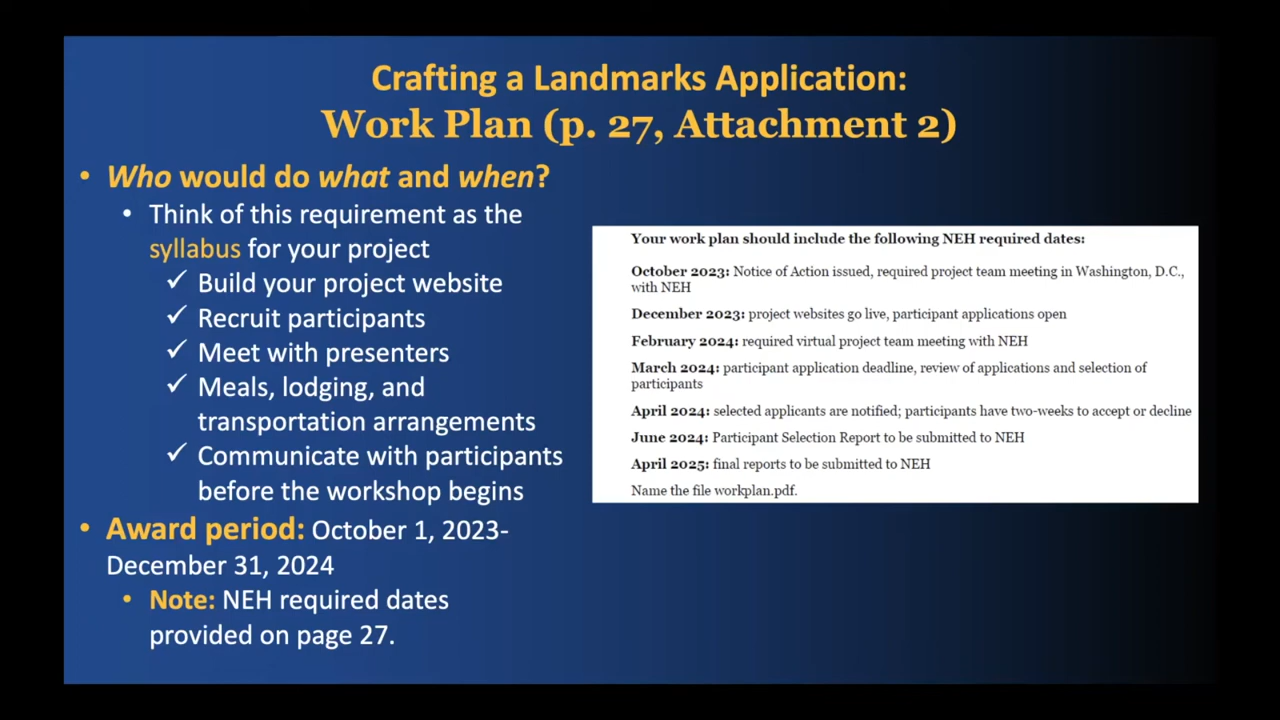 Crafting a Landmarks Application:
Work Plan (p. 27, Attachment 2)
• Who would do what and when?
• Think of this requirement as the
syllabus for your project
✓ Build your project website
✓ Recruit participants
✓ Meet with presenters
✓ Meals, lodging, and
transportation arrangements
✓ Communicate with participants
before the workshop begins
• Award period: October 1, 2023-
December 31, 2024
• Note: NEH required dates
provided on page 27.
Your work plan should include the following NEH required dates:
October 2023: Notice of Action issued, required project team meeting in Washington, D.C.,
with NEH
December 2023: project websites go live, participant applications open
February 2024: required virtual project team meeting with NEH
March 2024: participant application deadline, review of applications and selection of
participants
April 2024: selected applicants are notified; participants have two-weeks to accept or decline
June 2024: Participant Selection Report to be submitted to NEH
April 2025: final reports to be submitted to NEH
Name the file workplan.pdf.